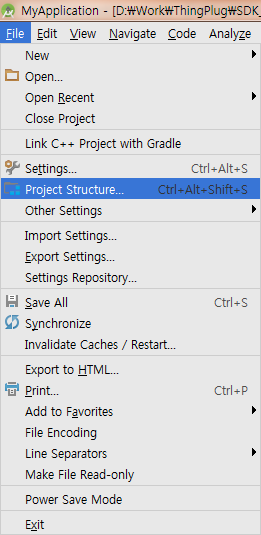 MyApplication - [D:₩Work₩ThingPlug₩SDK_
File Edit View Navigate Code Analyze
New
Open...
Open Recent
Close Project
Link C++ Project with Gradle
Settings... Ctrl+Alt+S
Project Structure... Ctrl+Alt+Shift+S
Other Settings
Import Settings...
Export Settings...
Settings Repository...
Save All Ctrl+S
Synchronize
Invalidate Caches / Restart...
Export to HTML...
Print... Ctrl+P
Add to Favorites
File Encoding
Line Separators
Make File Read-only
Power Save Mode
Exit